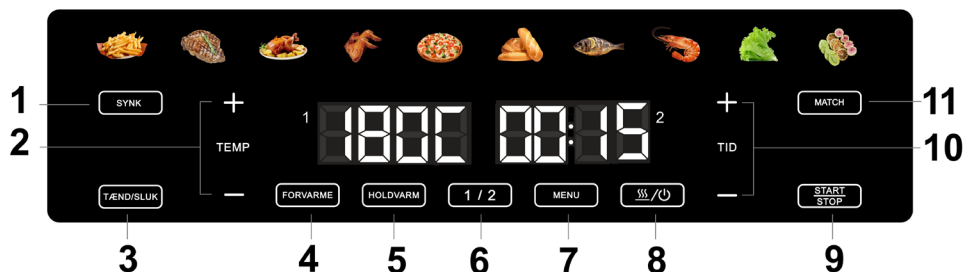 1 SYNK + 1 180C 00:15 2 + MATCH 11
2 TEMP TID 10
- -
TÆND/SLUK FORVARME HOLDVARM 1 / 2 MENU / START
STOP
3 4 5 6 7 8 9